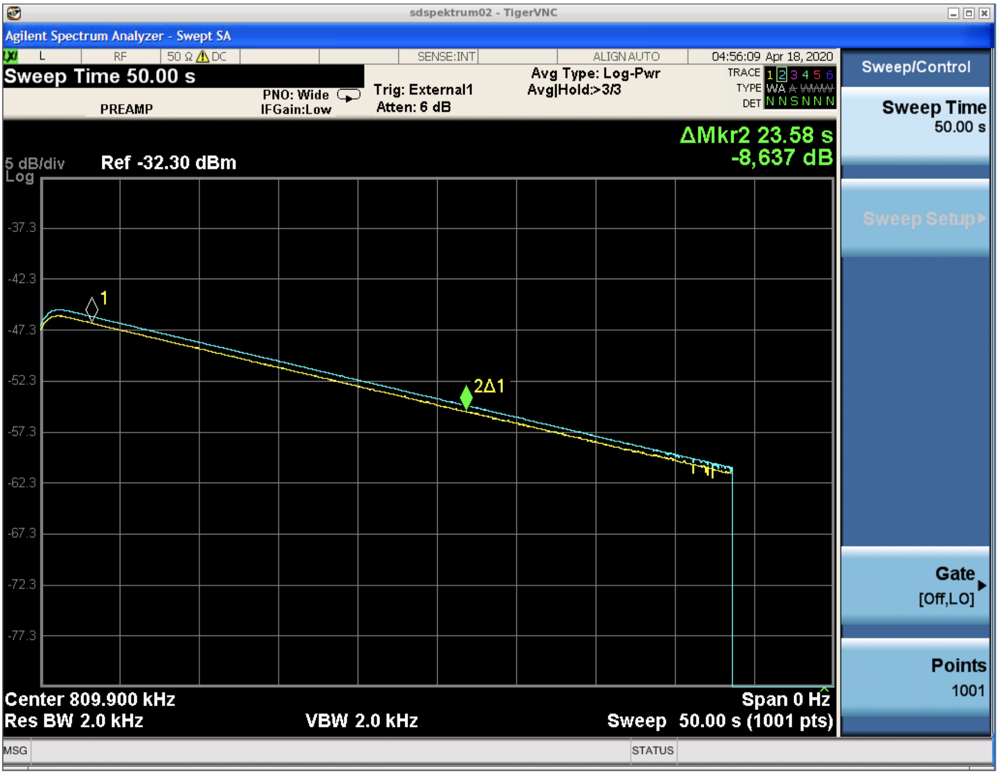 sdspektrum02 - TigerVNC
Agilent Spectrum Analyzer - Swept SA
LXI L RF 50 Ω DC SENSE:INT ALIGN AUTO 04:56:09 Apr 18, 2020
Sweep Time 50.00 s
PREAMP
PNO: Wide
IFGain:Low
Trig: External1
Atten: 6 dB
Avg Type: Log-Pwr
Avg|Hold:>3/3
TRACE 1 2 3 4 5 6
TYPE WA A WWWW
DET N N S N N N
ΔMkr2 23.58 s
-8,637 dB
5 dB/div
Log
Ref -32.30 dBm
-37.3
-42.3
-47.3
-52.3
-57.3
-62.3
-67.3
-72.3
-77.3
1
2Δ1
Center 809.900 kHz
Span 0 Hz
Res BW 2.0 kHz
VBW 2.0 kHz
Sweep 50.00 s (1001 pts)
MSG
STATUS
Sweep/Control
Sweep Time
50.00 s
Sweep Setup
Gate
[Off,LO]
Points
1001